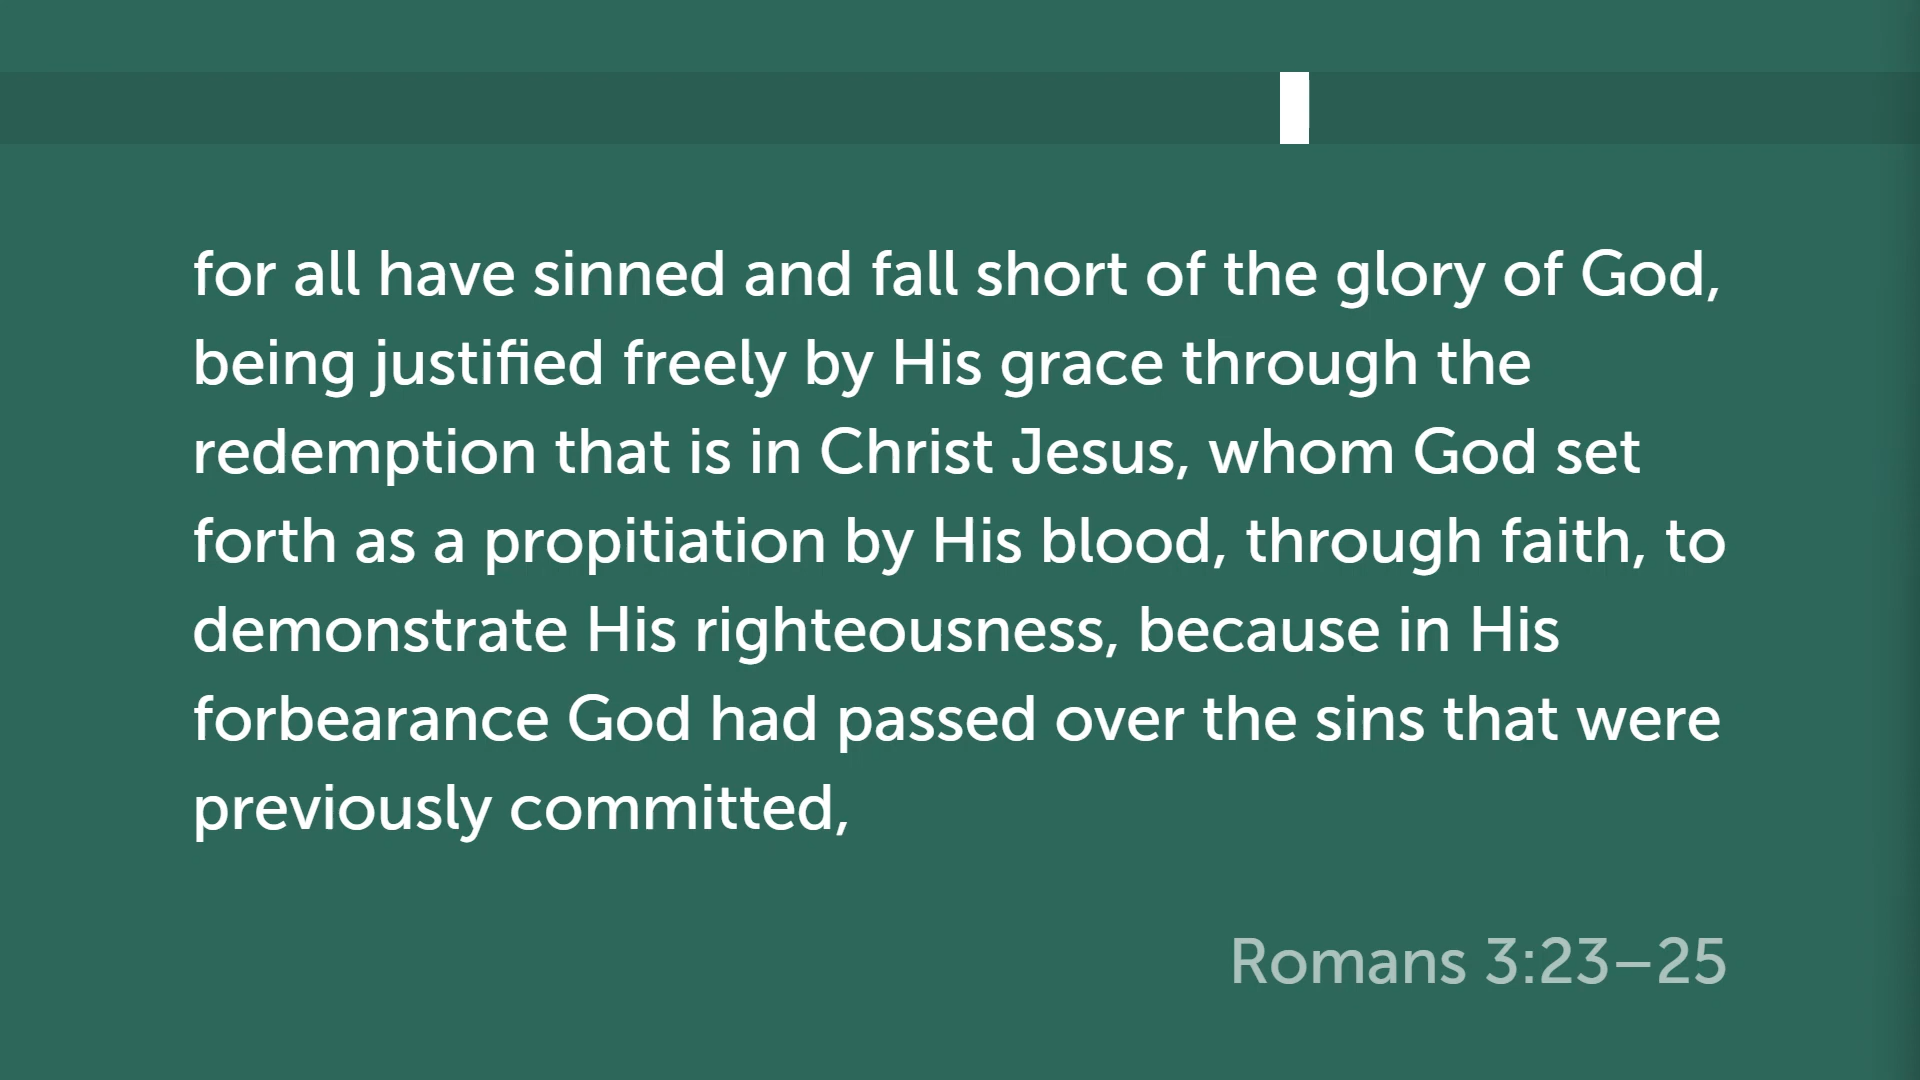 for all have sinned and fall short of the glory of God,
being justified freely by His grace through the
redemption that is in Christ Jesus, whom God set
forth as a propitiation by His blood, through faith, to
demonstrate His righteousness, because in His
forbearance God had passed over the sins that were
previously committed,
Romans 3:23–25